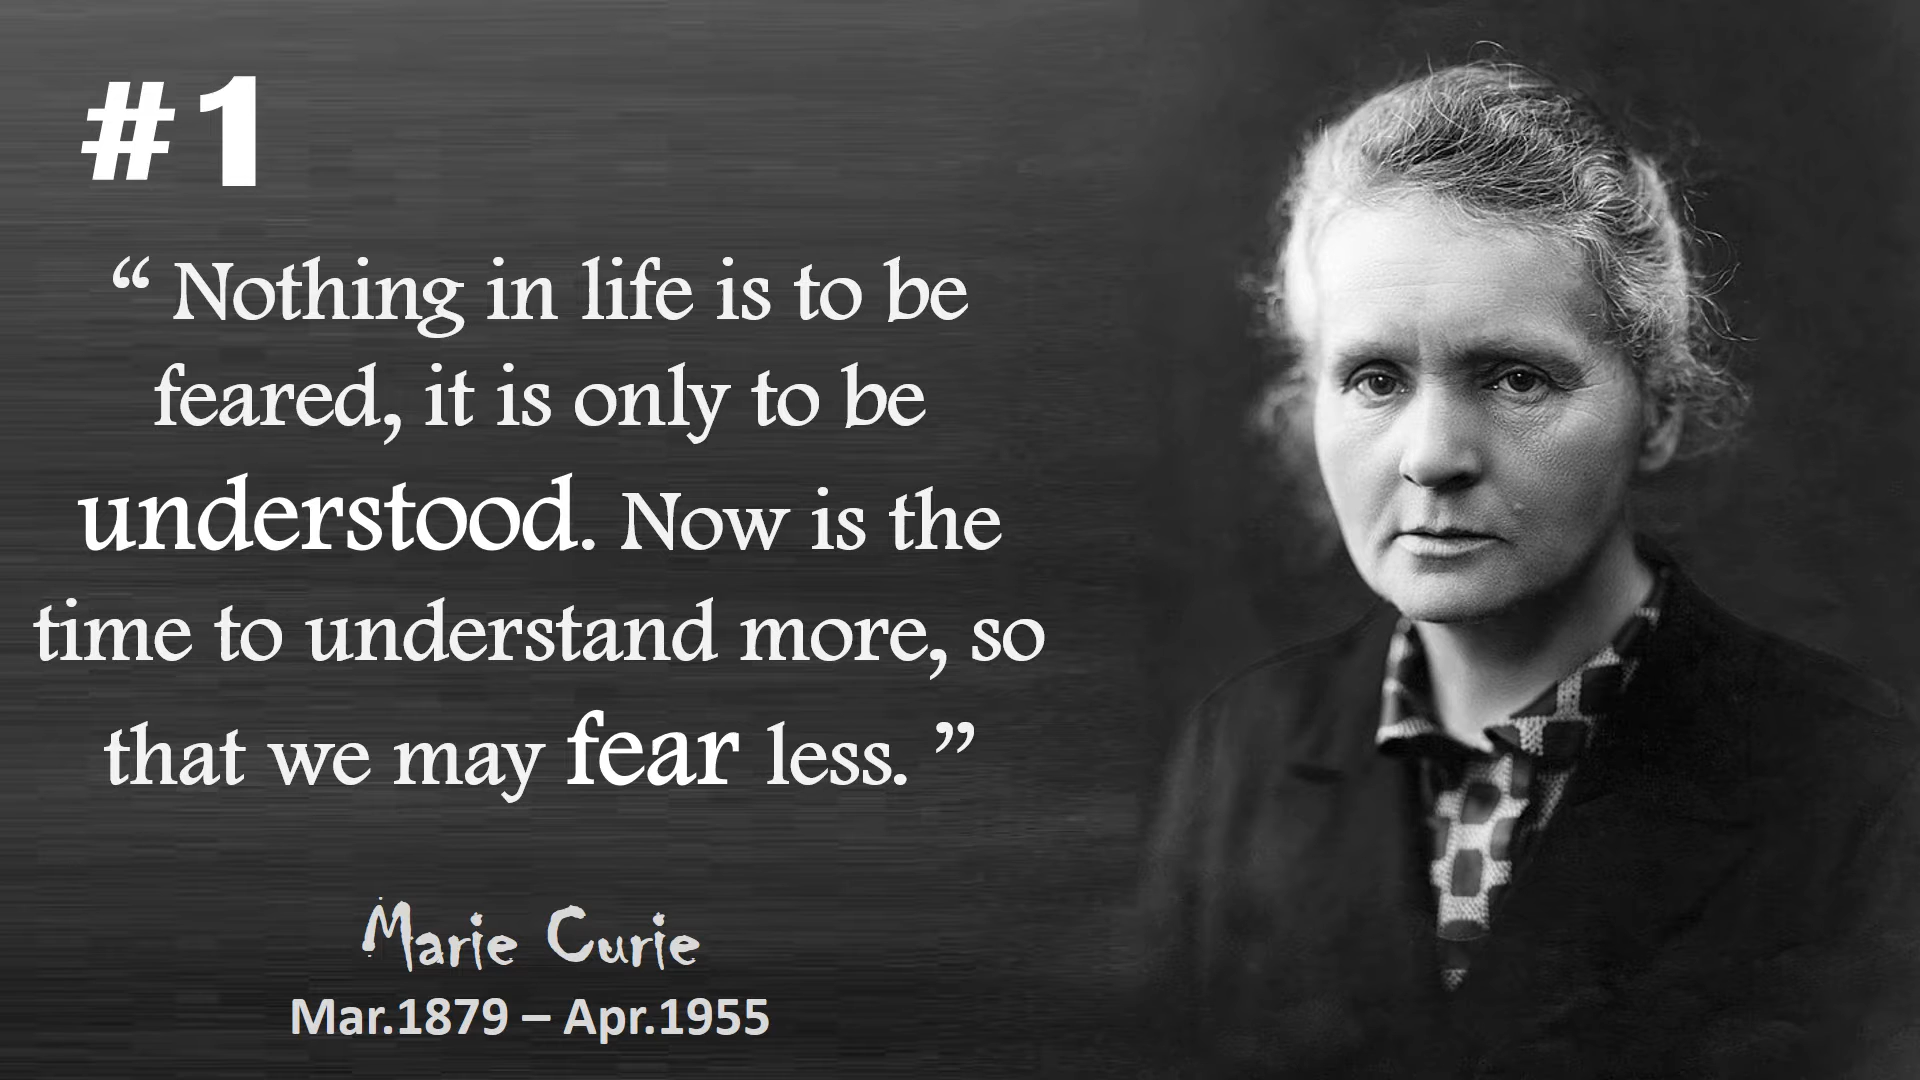 #1
“ Nothing in life is to be
feared, it is only to be
understood. Now is the
time to understand more, so
that we may fear less. ”
Marie Curie
Mar.1879 – Apr.1955